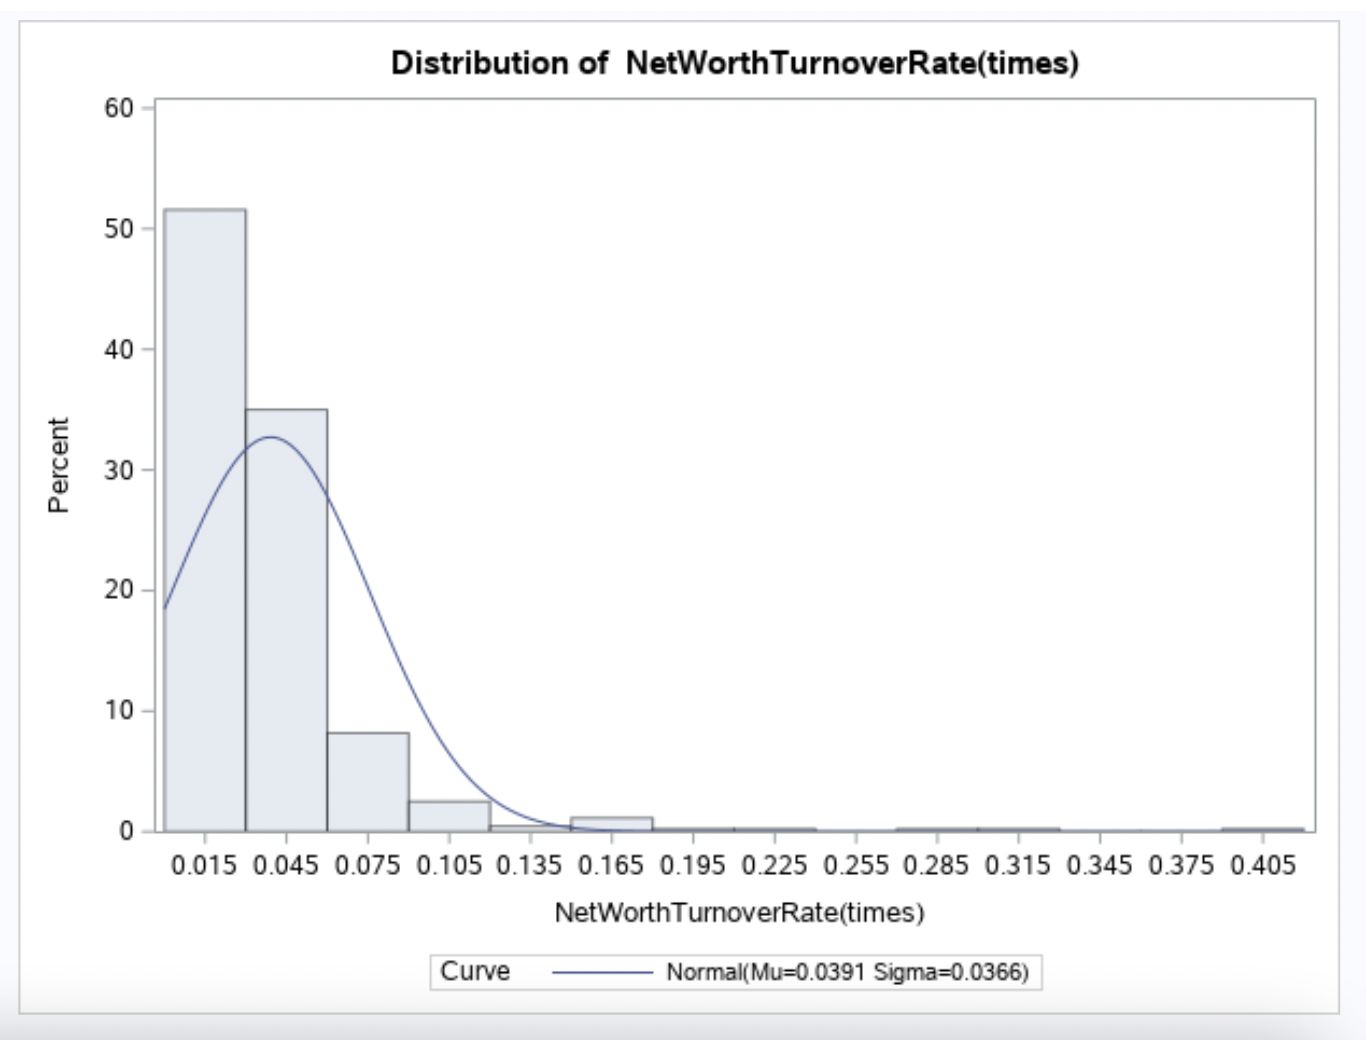 Distribution of NetWorthTurnoverRate(times)
60
50
40
30
20
10
0
Percent
0.015 0.045 0.075 0.105 0.135 0.165 0.195 0.225 0.255 0.285 0.315 0.345 0.375 0.405
NetWorthTurnoverRate(times)
Curve Normal(Mu=0.0391 Sigma=0.0366)